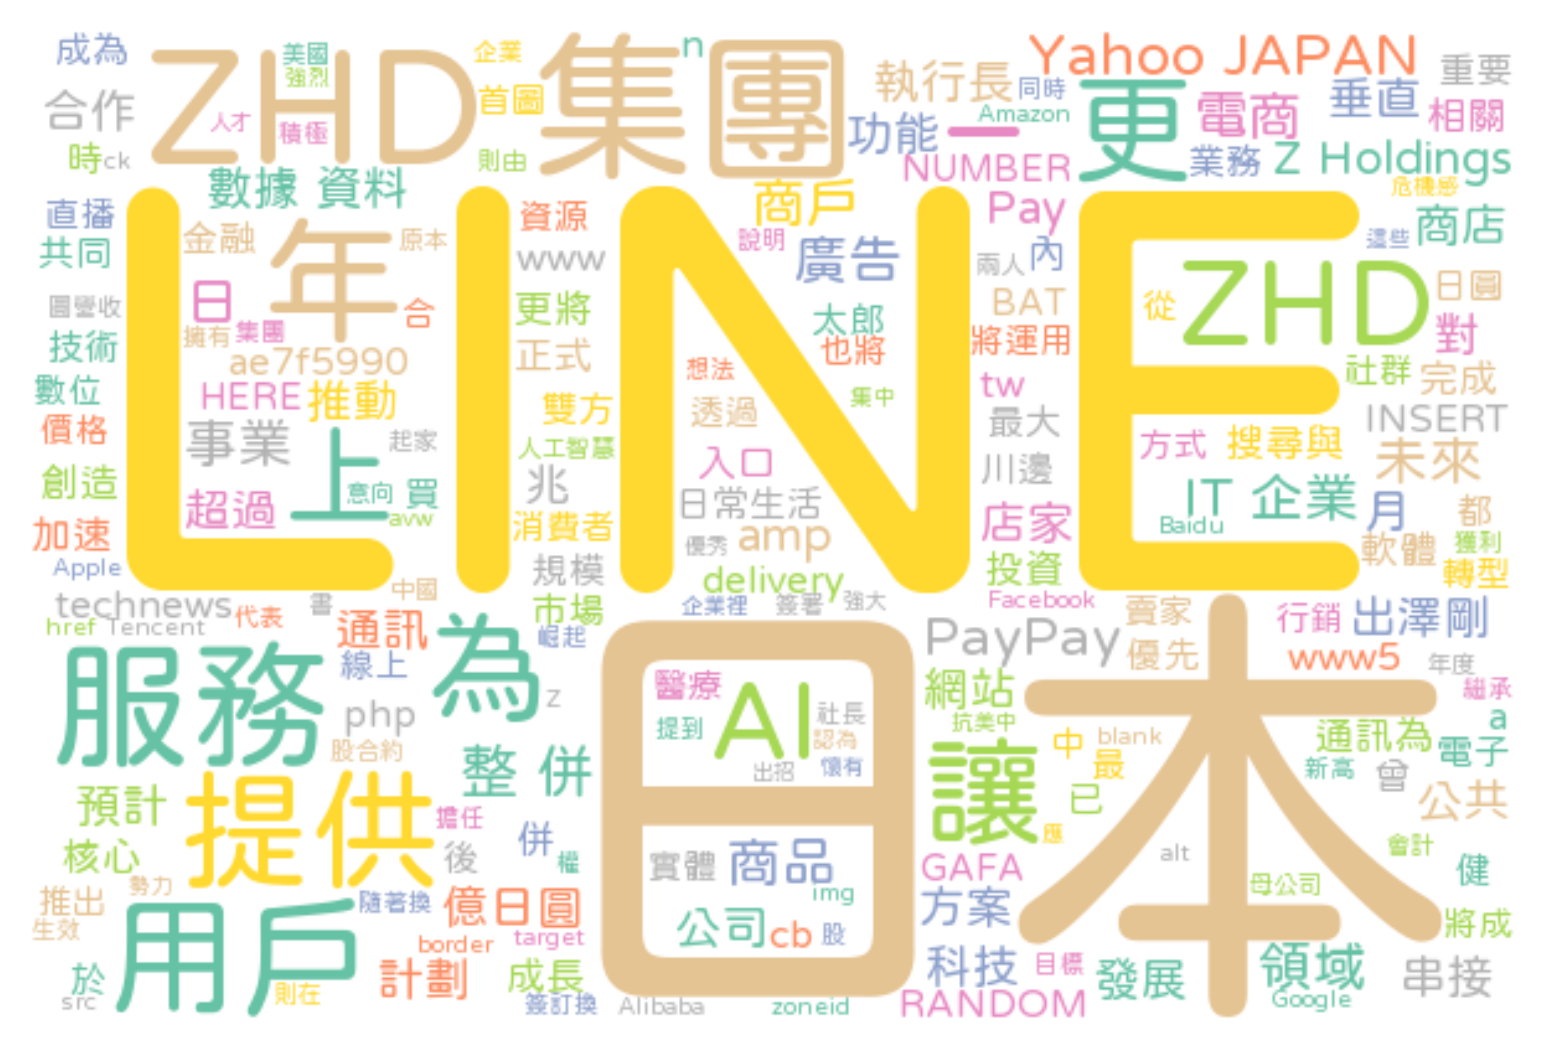 成為 ZHD 集團 美國 強烈 企業 n Yahoo JAPAN 重要
合作 人才 積極 首圖 執行長 同時 更 電商 垂直 相關
時 ck 則由 功能 一 Amazon NUMBER 業務 Z Holdings
數據 資料 商戶 Pay 危機感
直播 LINE 資源 說明 廣告 內 這些 商店
共同 金融 年 原本 www 兩人 ZHD 日圓
圓營收 日 合 更將 太郎 BAT 從 對
技術 擁有 集團 正式 也將 將運用
數位 ae7f5990 想法 tw 社群 完成
價格 HERE 推動 雙方 透過 集中 最大 INSERT
事業 上 起家 人工智慧 入口 川邊 方式 搜尋與 未來
創造 超過 意向 買 兆 日常生活 IT 企業 月 都
加速 avw 消費者 優秀 amp 店家 Baidu 軟體 獲利
Apple 中國 規模 delivery 投資 轉型
technews 代表 書 市場 企業裡 簽署 強大 Facebook 賣家 行銷 出澤剛
href Tencent 通訊 為 崛起 日本 PayPay 優先 www5 年度
服務 線上 z 醫療 AI 社長 網站 繼承
php 提到 認為 抗美中 a
股合約 整 併 出招 懷有 讓 中 blank 通訊為 電子
預計 提供 擔任 最 新高 曾
核心 後 併 權 實體 商品 已 應 公共
推出 勢力 img GAFA alt 會計 健
生效 用戶 隨著換 億日圓 公司 cb 股 方案 母公司 將成
於 border target 科技 目標 發展 領域 串接
src 則在 計劃 成長 簽訂換 Alibaba zoneid RANDOM Google